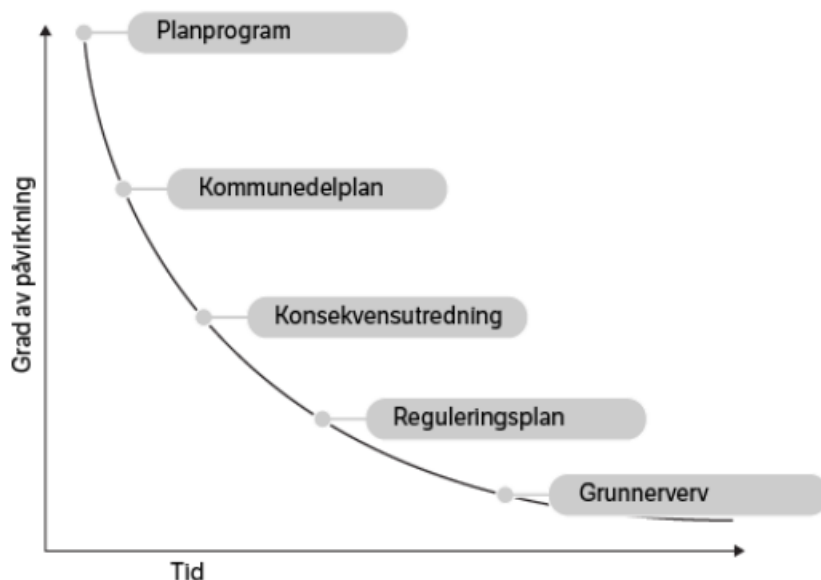 Planprogram
Kommunedelplan
Konsekvensutredning
Reguleringsplan
Grunnerverv
Grad av påvirkning
Tid